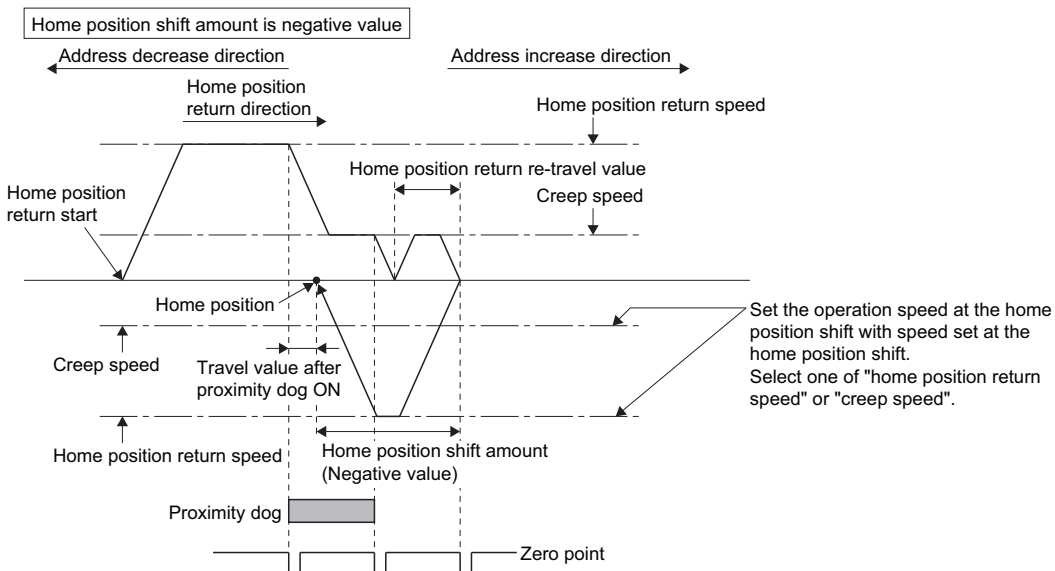 Home position shift amount is negative value
Address decrease direction
Address increase direction
Home position
return direction
Home position return speed
Home position return re-travel value
Creep speed
Home position
return start
Home position
Set the operation speed at the home
position shift with speed set at the
home position shift.
Select one of "home position return
speed" or "creep speed".
Creep speed
Travel value after
proximity dog ON
Home position return speed
Home position shift amount
(Negative value)
Proximity dog
Zero point